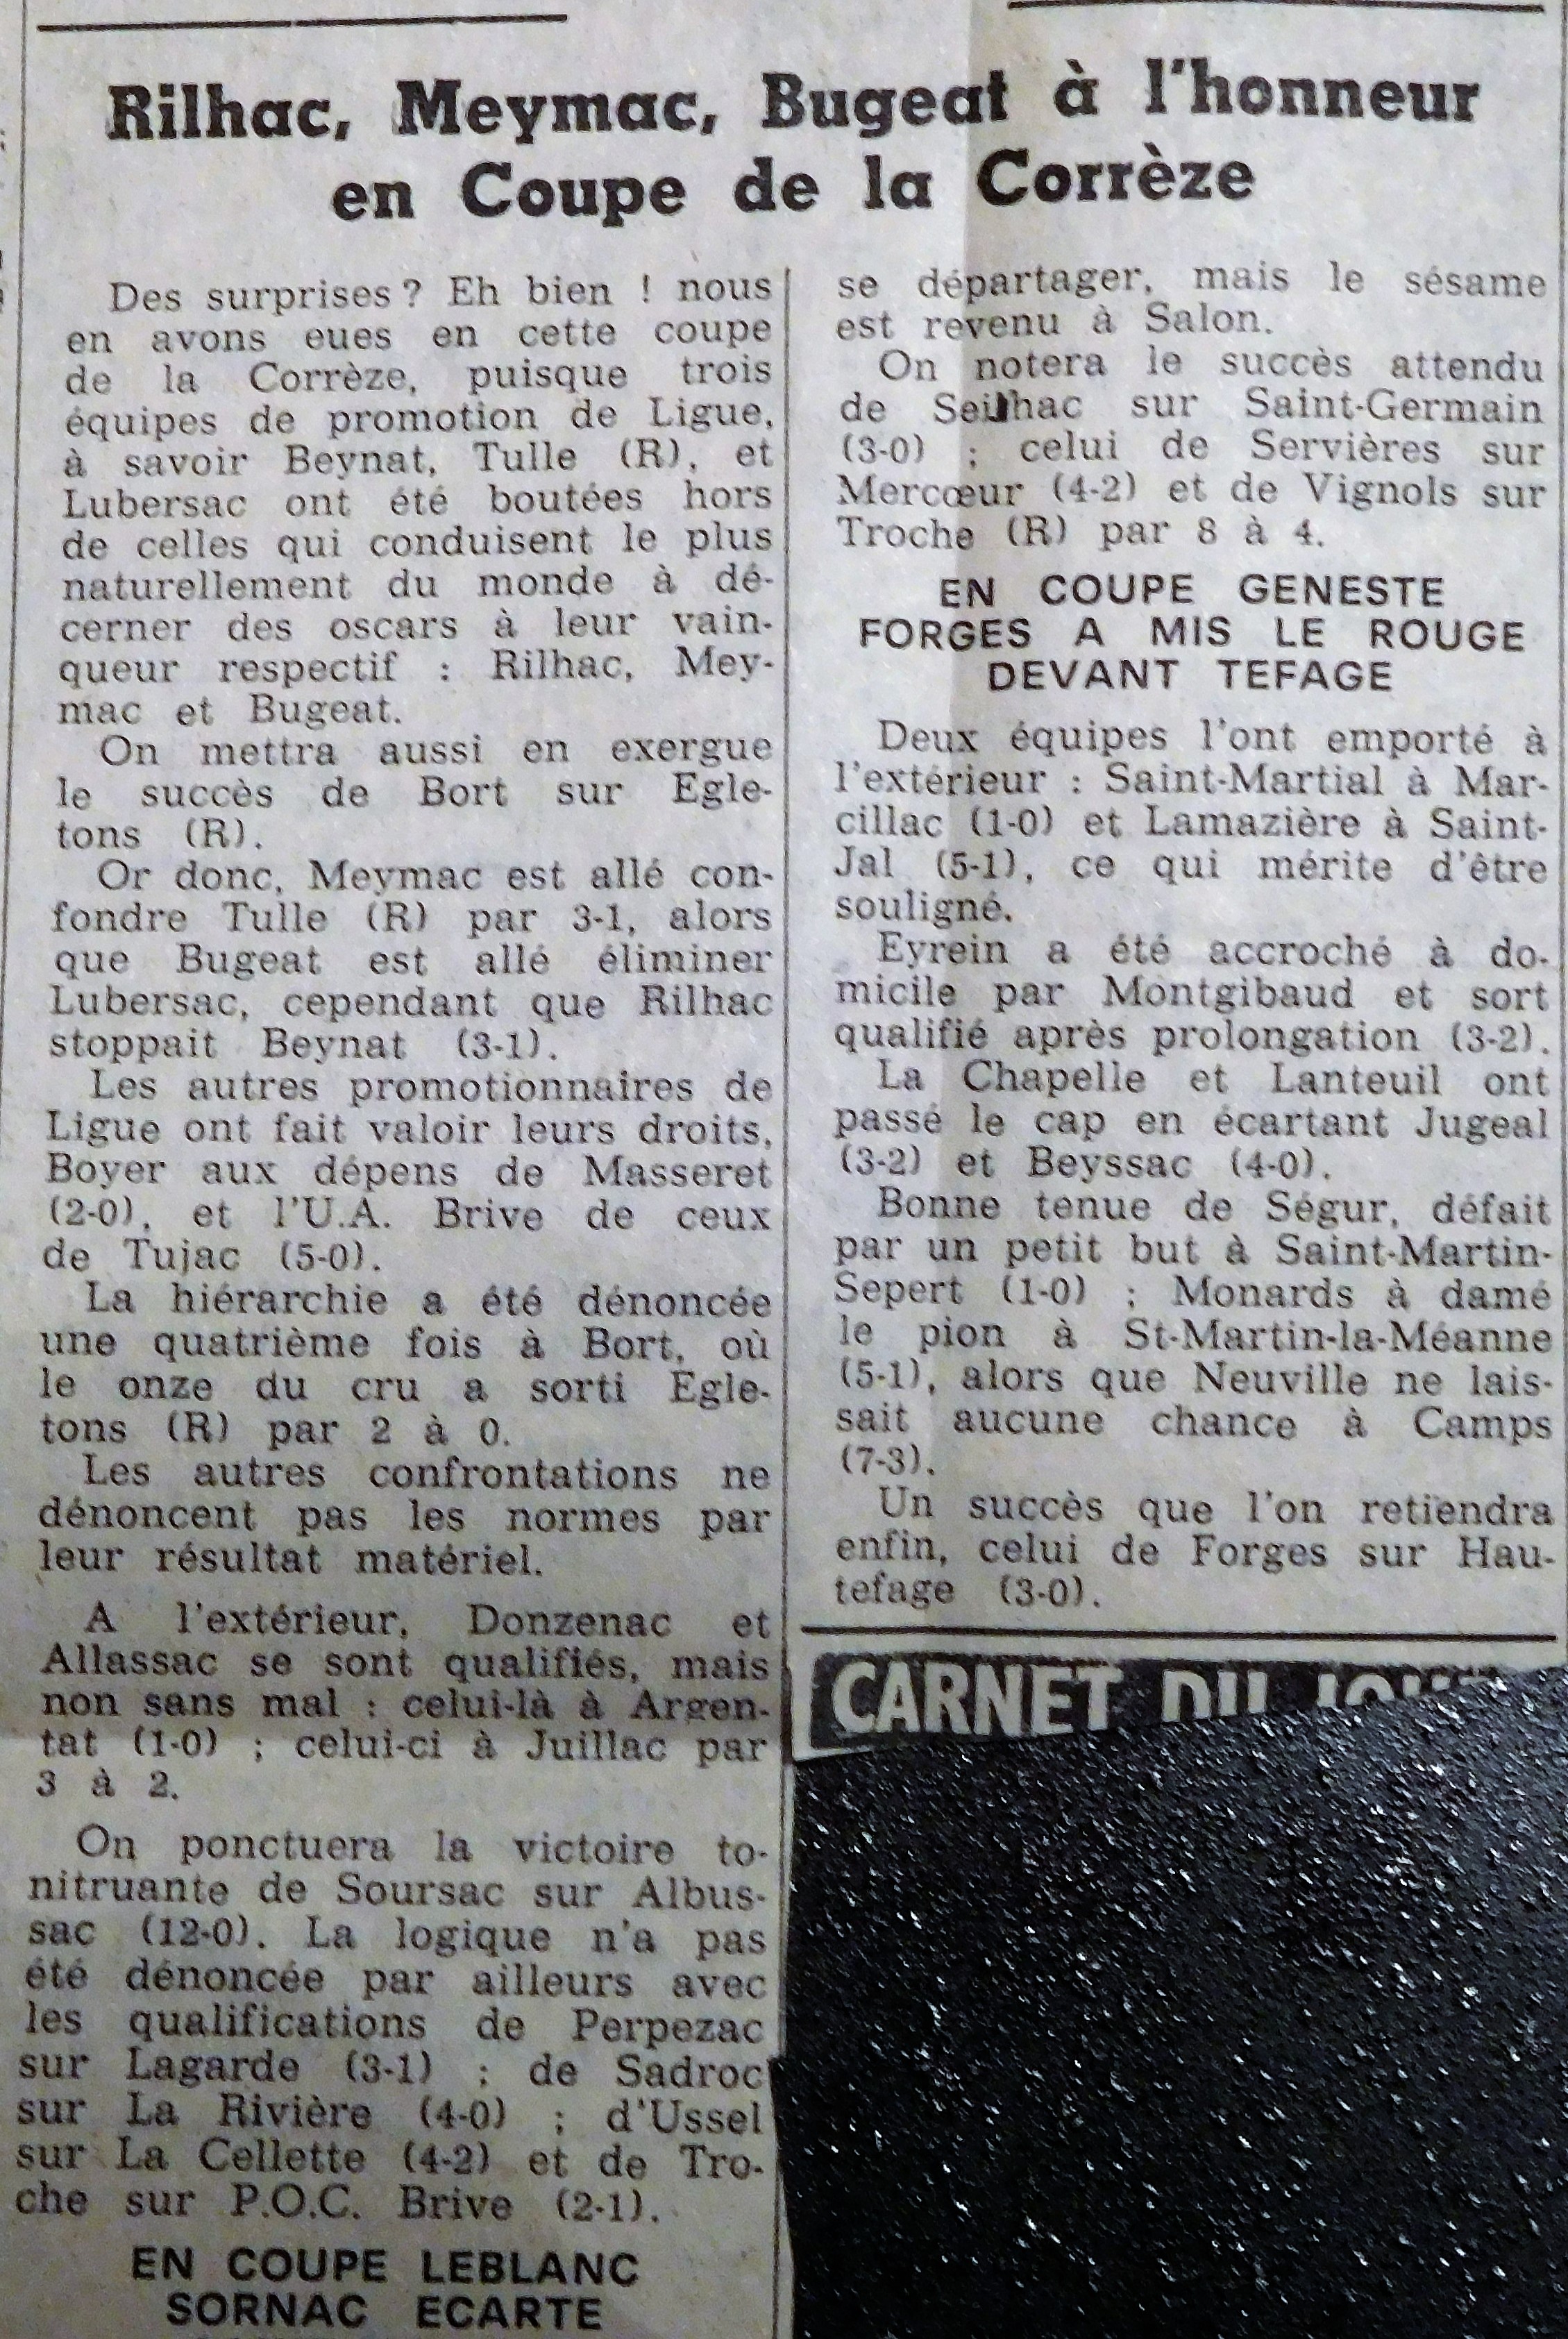 Rilhac, Meymac, Bugeat à l'honneur
en Coupe de la Corrèze
Des surprises ? Eh bien ! nous
en avons eues en cette coupe
de la Corrèze, puisque trois
équipes de promotion de Ligue,
à savoir Beynat, Tulle (R), et
Lubersac ont été boutées hors
de celles qui conduisent le plus
naturellement du monde à dé-
cerner des oscars à leur vain-
queur respectif : Rilhac, Mey-
mac et Bugeat.
On mettra aussi en exergue
le succès de Bort sur Egle-
tons (R).
Or donc, Meymac est allé con-
fondre Tulle (R) par 3-1, alors
que Bugeat est allé éliminer
Lubersac, cependant que Rilhac
stoppait Beynat (3-1).
Les autres promotionnaires de
Ligue ont fait valoir leurs droits,
Boyer aux dépens de Masseret
(2-0), et l'U.A. Brive de ceux
de Tujac (5-0).
La hiérarchie a été dénoncée
une quatrième fois à Bort, où
le onze du cru a sorti Egle-
tons (R) par 2 à 0.
Les autres confrontations ne
dénoncent pas les normes par
leur résultat matériel.
A l'extérieur, Donzenac et
Allassac se sont qualifiés, mais
non sans mal : celui-là à Argen-
tat (1-0) ; celui-ci à Juillac par
3 à 2.
On ponctuera la victoire to-
nitruante de Soursac sur Albus-
sac (12-0). La logique n'a pas
été dénoncée par ailleurs avec
les qualifications de Perpezac
sur Lagarde (3-1) ; de Sadroc
sur La Rivière (4-0) ; d'Ussel
sur La Cellette (4-2) et de Tro-
che sur P.O.C. Brive (2-1).
EN COUPE LEBLANC
SORNAC ECARTE
se départager, mais le sésame
est revenu à Salon.
On notera le succès attendu
de Seilhac sur Saint-Germain
(3-0) ; celui de Servières sur
Mercœur (4-2) et de Vignols sur
Troche (R) par 8 à 4.
EN COUPE GENESTE
FORGES A MIS LE ROUGE
DEVANT TEFAGE
Deux équipes l'ont emporté à
l'extérieur : Saint-Martial à Mar-
cillac (1-0) et Lamazière à Saint-
Jal (5-1), ce qui mérite d'être
souligné.
Eyrein a été accroché à do-
micile par Montgibaud et sort
qualifié après prolongation (3-2).
La Chapelle et Lanteuil ont
passé le cap en écartant Jugeal
(3-2) et Beyssac (4-0).
Bonne tenue de Ségur, défait
par un petit but à Saint-Martin-
Sepert (1-0) ; Monards à damé
le pion à St-Martin-la-Méanne
(5-1), alors que Neuville ne lais-
sait aucune chance à Camps
(7-3).
Un succès que l'on retiendra
enfin, celui de Forges sur Hau-
tefage (3-0).
CARNET DU